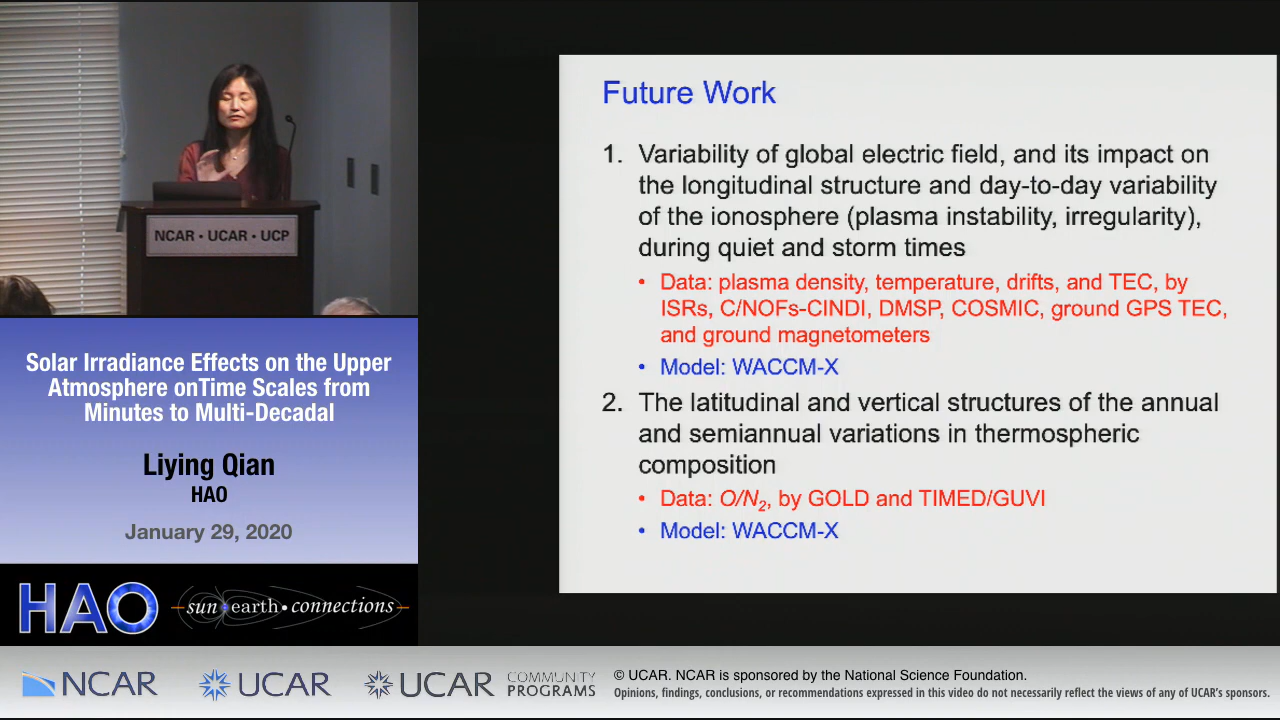 NCAR • UCAR • UCP
Solar Irradiance Effects on the Upper
Atmosphere onTime Scales from
Minutes to Multi-Decadal
Liying Qian
HAO
January 29, 2020
HAO
sun•earth•connections
Future Work
1. Variability of global electric field, and its impact on
the longitudinal structure and day-to-day variability
of the ionosphere (plasma instability, irregularity),
during quiet and storm times
• Data: plasma density, temperature, drifts, and TEC, by
ISRs, C/NOFs-CINDI, DMSP, COSMIC, ground GPS TEC,
and ground magnetometers
• Model: WACCM-X
2. The latitudinal and vertical structures of the annual
and semiannual variations in thermospheric
composition
• Data: O/N₂, by GOLD and TIMED/GUVI
• Model: WACCM-X
NCAR
UCAR
UCAR
COMMUNITY
PROGRAMS
© UCAR. NCAR is sponsored by the National Science Foundation.
Opinions, findings, conclusions, or recommendations expressed in this video do not necessarily reflect the views of any of UCAR's sponsors.